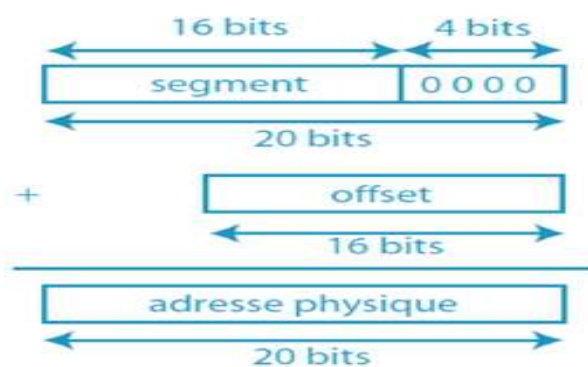 16 bits 4 bits
segment 0 0 0 0
20 bits
+ offset
16 bits
adresse physique
20 bits